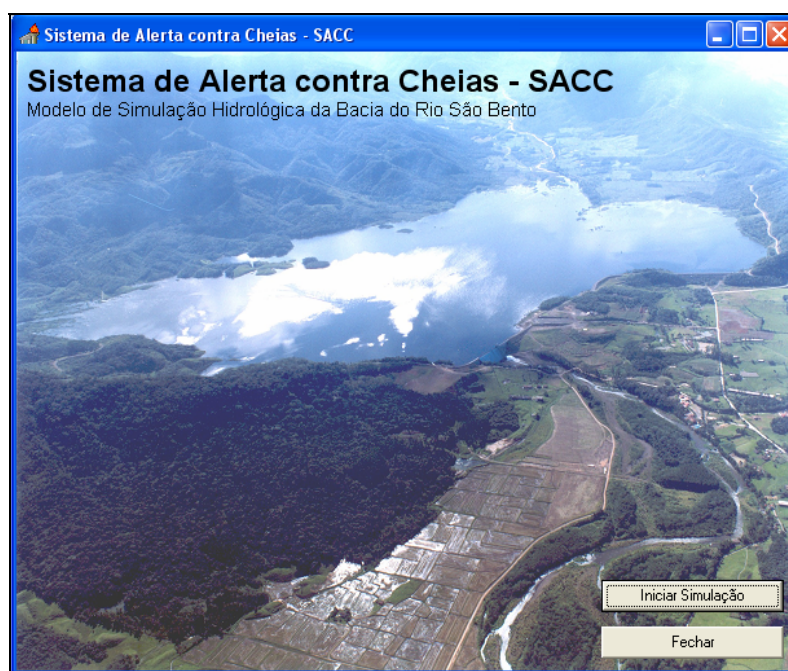 Sistema de Alerta contra Cheias - SACC
Sistema de Alerta contra Cheias - SACC
Modelo de Simulação Hidrológica da Bacia do Rio São Bento
Iniciar Simulação
Fechar